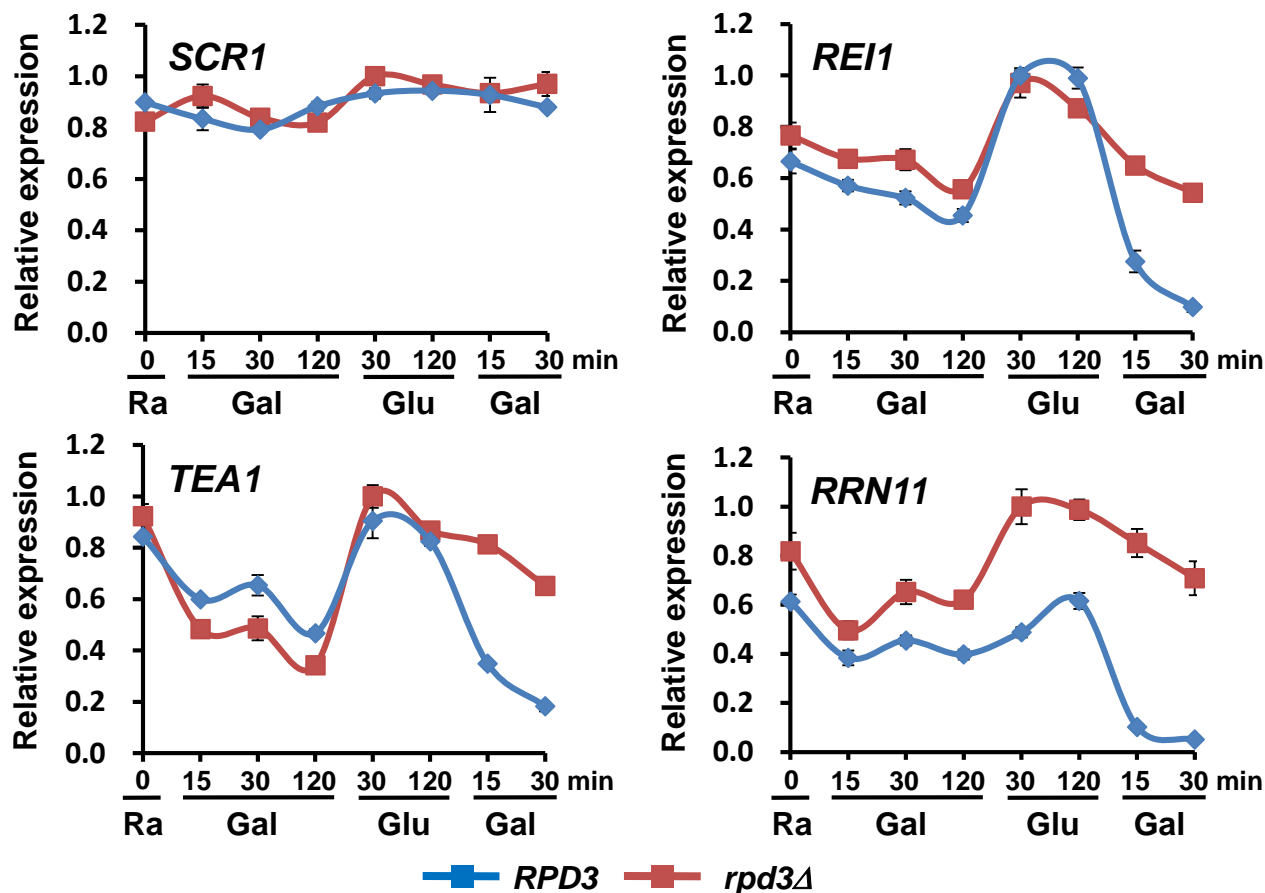 SCR1
Relative expression
1.2
1.0
0.8
0.6
0.4
0.2
0.0
0 15 30 120 30 120 15 30 min
Ra Gal Glu Gal
REI1
Relative expression
1.2
1.0
0.8
0.6
0.4
0.2
0.0
0 15 30 120 30 120 15 30 min
Ra Gal Glu Gal
TEA1
Relative expression
1.2
1.0
0.8
0.6
0.4
0.2
0.0
0 15 30 120 30 120 15 30 min
Ra Gal Glu Gal
RRN11
Relative expression
1.2
1.0
0.8
0.6
0.4
0.2
0.0
0 15 30 120 30 120 15 30 min
Ra Gal Glu Gal
RPD3 rpd3Δ